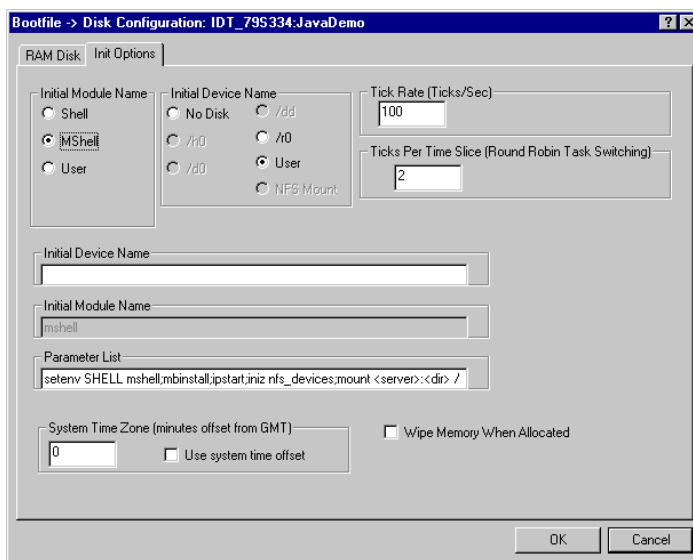 Bootfile -> Disk Configuration: IDT_79S334:JavaDemo
RAM Disk Init Options
Initial Module Name
Shell
MShell
User
Initial Device Name
No Disk /dd
/h0 /r0
/d0 User
NFS Mount
Tick Rate (Ticks/Sec)
100
Ticks Per Time Slice (Round Robin Task Switching)
2
Initial Device Name
Initial Module Name
mshell
Parameter List
setenv SHELL mshell;mbinstall;ipstart;iniz nfs_devices;mount <server>:<dir> /
System Time Zone (minutes offset from GMT)
0 Use system time offset
Wipe Memory When Allocated
OK Cancel